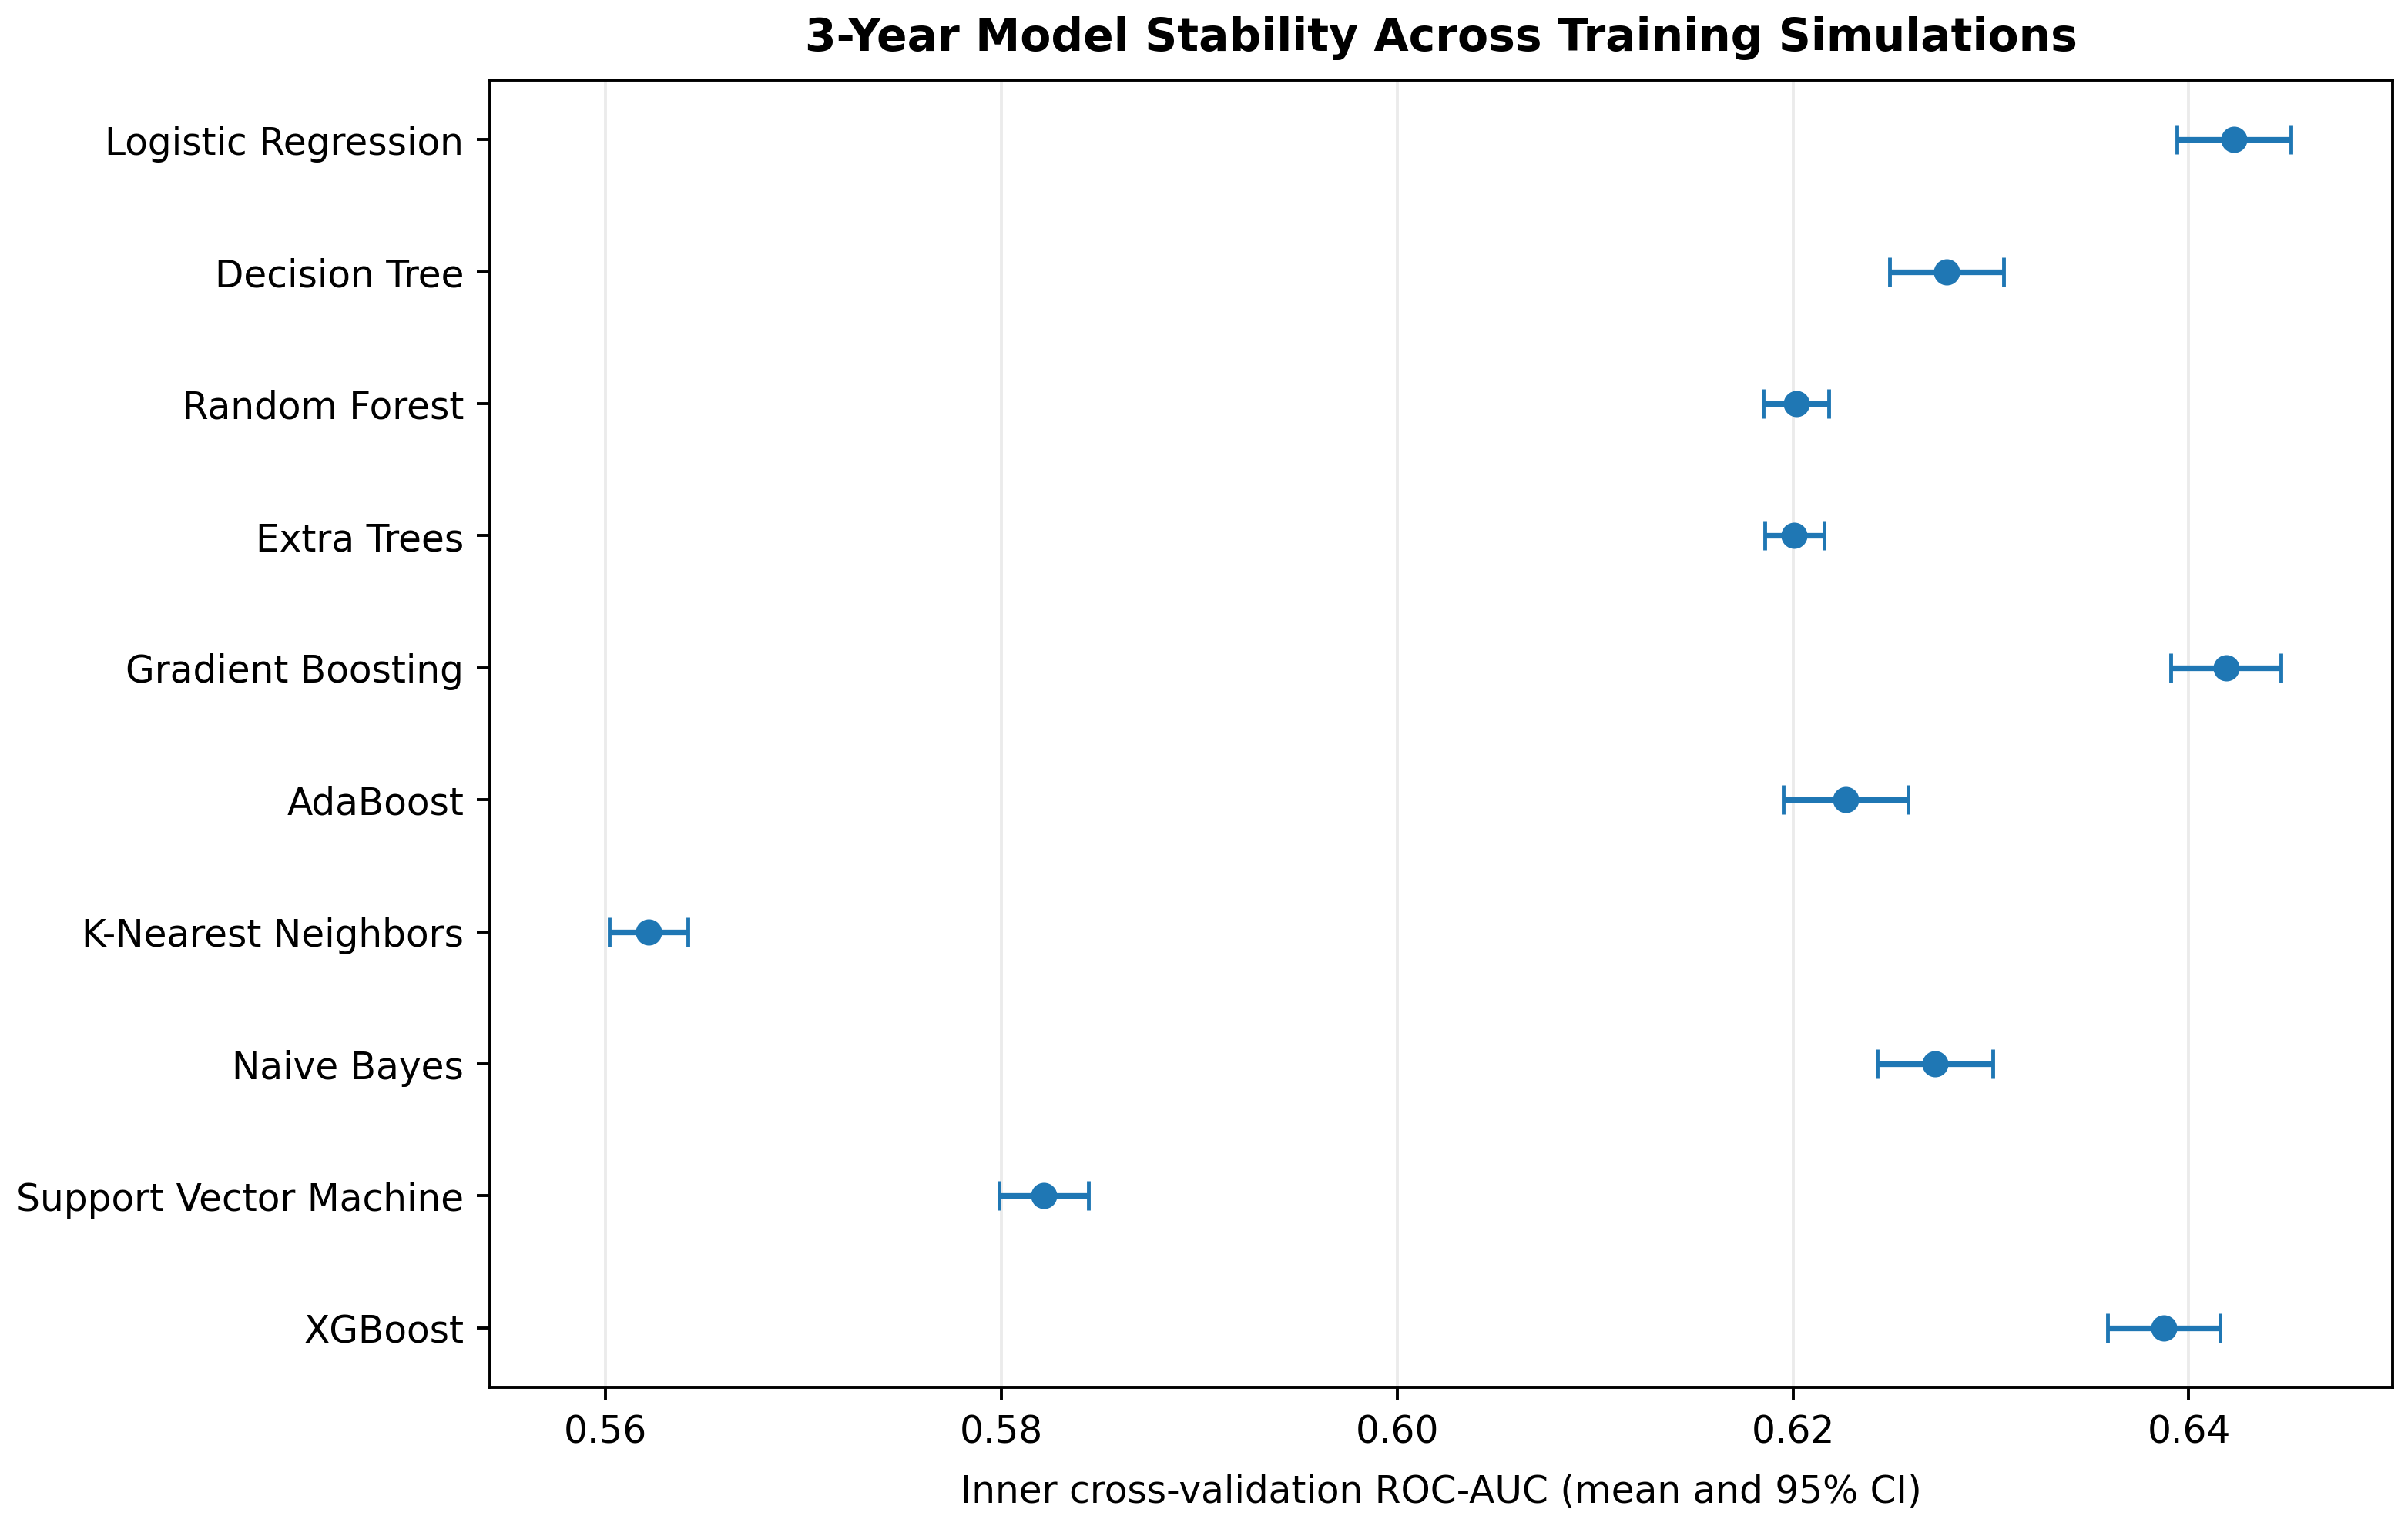 3-Year Model Stability Across Training Simulations
Logistic Regression
Decision Tree
Random Forest
Extra Trees
Gradient Boosting
AdaBoost
K-Nearest Neighbors
Naive Bayes
Support Vector Machine
XGBoost
0.56 0.58 0.60 0.62 0.64
Inner cross-validation ROC-AUC (mean and 95% CI)